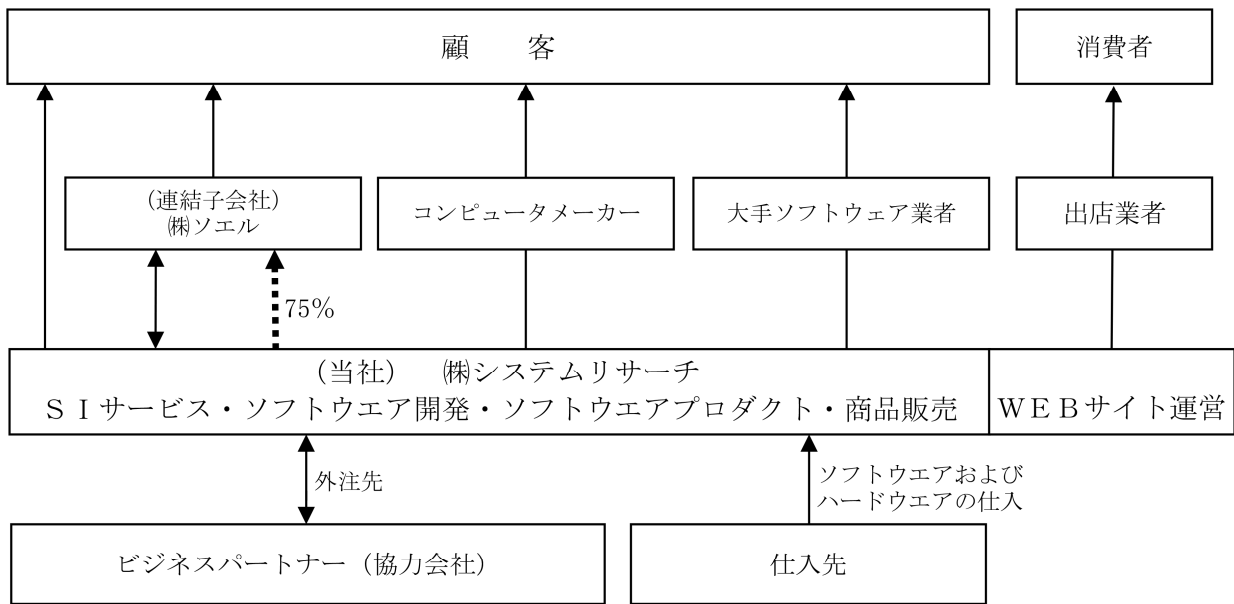 顧　　客
消費者
（連結子会社）
㈱ソエル
コンピュータメーカー
大手ソフトウェア業者
出店業者
75％
（当社）　㈱システムリサーチ
ＳＩサービス・ソフトウエア開発・ソフトウエアプロダクト・商品販売
ＷＥＢサイト運営
外注先
ソフトウエアおよび
ハードウエアの仕入
ビジネスパートナー（協力会社）
仕入先